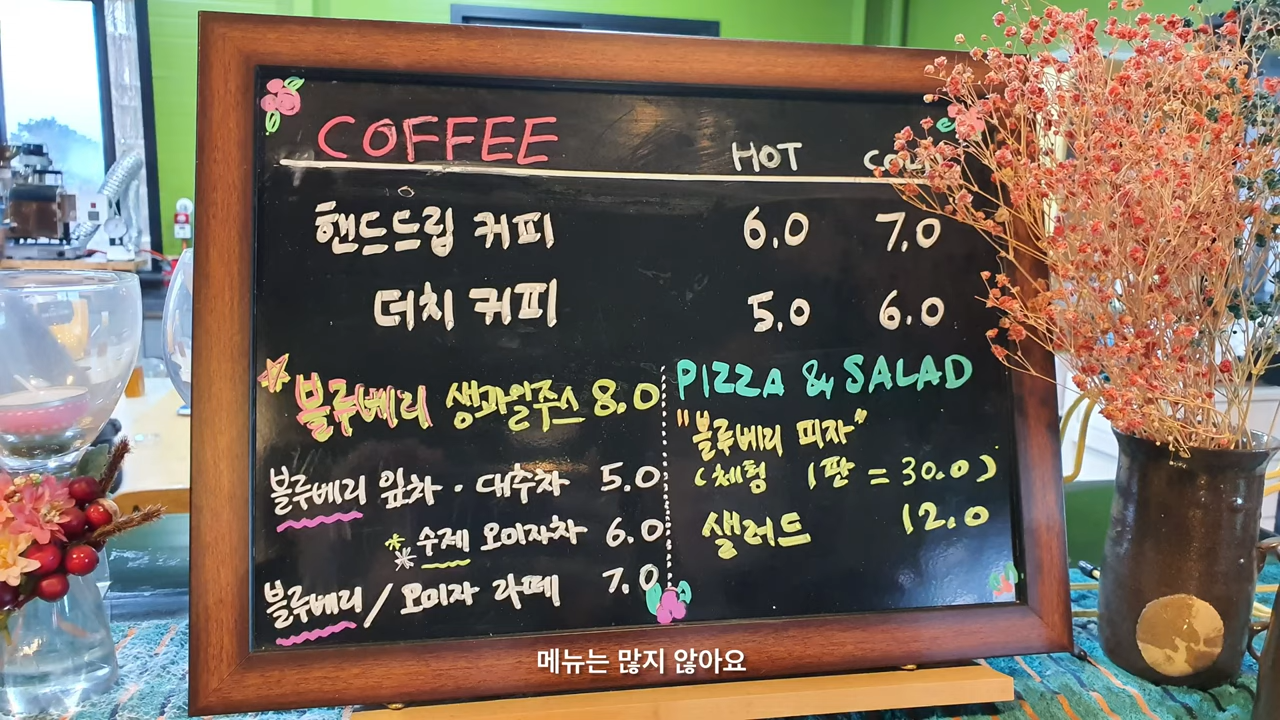 COFFEE HOT COLD
핸드드립 커피 6.0 7.0
더치 커피 5.0 6.0
블루베리 생과일주스 8.0
블루베리 잎차 · 대추차 5.0
수제 오미자차 6.0
블루베리/오미자 라떼 7.0
PIZZA & SALAD
"블루베리 피자"
(체험 1판 = 30.0)
샐러드 12.0
메뉴는 많지 않아요